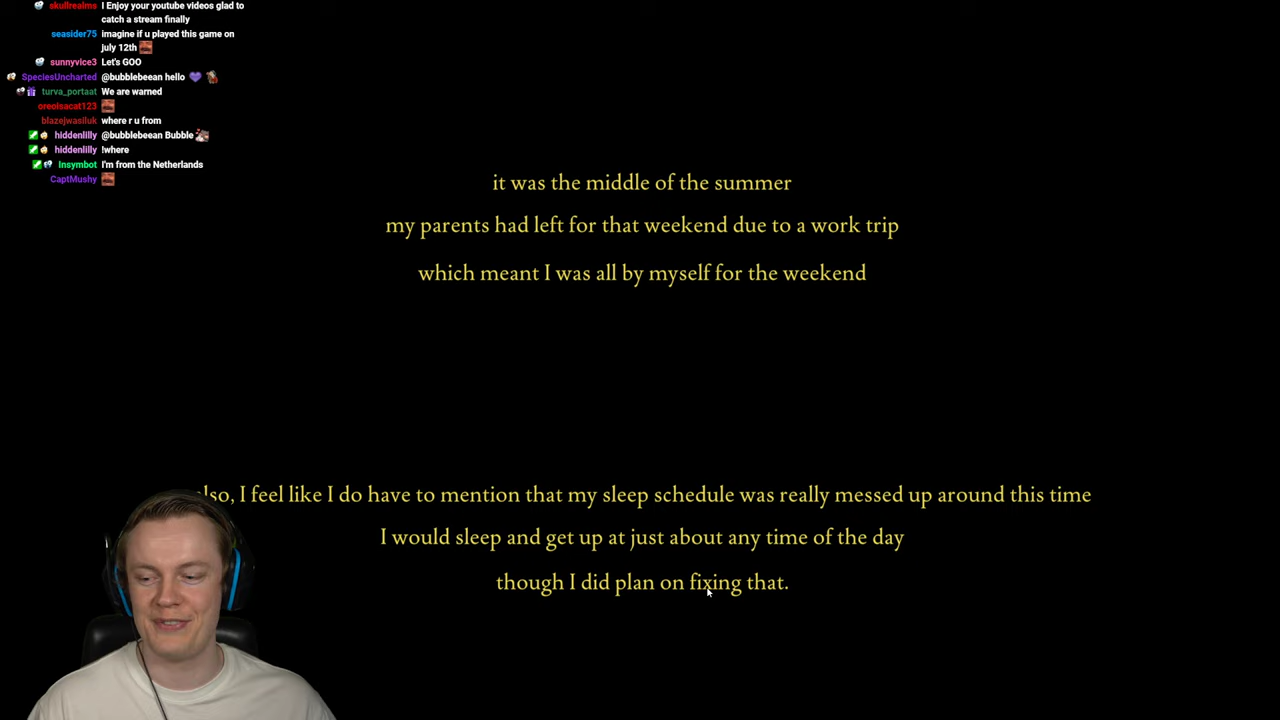 skullrealms I Enjoy your youtube videos glad to
catch a stream finally
seasider75 imagine if u played this game on
july 12th
sunnyvice3 Let's GOO
SpeciesUncharted @bubblebeean hello
turva_portaat We are warned
oreoisacat123
blazejwasiluk where r u from
hiddenlilly @bubblebeean Bubble
hiddenlilly !where
Insymbot I'm from the Netherlands
CaptMushy
it was the middle of the summer
my parents had left for that weekend due to a work trip
which meant I was all by myself for the weekend
also, I feel like I do have to mention that my sleep schedule was really messed up around this time
I would sleep and get up at just about any time of the day
though I did plan on fixing that.